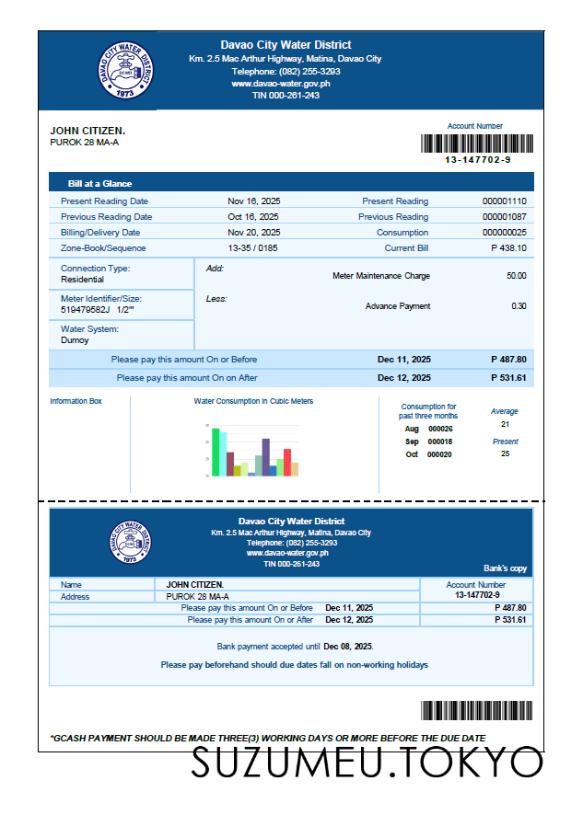 Davao City Water District
Km. 2.5 Mac Arthur Highway, Matina, Davao City
Telephone: (082) 255-3293
www.davao-water.gov.ph
TIN 000-261-243
DAVAO CITY WATER DISTRICT
1973
JOHN CITIZEN.
PUROK 28 MA-A
Account Number
13-147702-9
Bill at a Glance
Present Reading Date Nov 16, 2025 Present Reading 000001110
Previous Reading Date Oct 16, 2025 Previous Reading 000001087
Billing/Delivery Date Nov 20, 2025 Consumption 000000025
Zone-Book/Sequence 13-35 / 0185 Current Bill P 438.10
Connection Type:
Residential
Add:
Meter Maintenance Charge 50.00
Meter Identifier/Size:
519479582J 1/2""
Less:
Advance Payment 0.30
Water System:
Dumoy
Please pay this amount On or Before Dec 11, 2025 P 487.80
Please pay this amount On on After Dec 12, 2025 P 531.61
Information Box
Water Consumption in Cubic Meters
Consumption for
past three months
Aug 000026
Sep 000018
Oct 000020
Average
21
Present
25
Davao City Water District
Km. 2.5 Mac Arthur Highway, Matina, Davao City
Telephone: (082) 255-3293
www.davao-water.gov.ph
TIN 000-261-243
DAVAO CITY WATER DISTRICT
1973
Bank's copy
Name JOHN CITIZEN.
Address PUROK 28 MA-A
Account Number
13-147702-9
Please pay this amount On or Before Dec 11, 2025 P 487.80
Please pay this amount On or After Dec 12, 2025 P 531.61
Bank payment accepted until Dec 08, 2025.
Please pay beforehand should due dates fall on non-working holidays
*GCASH PAYMENT SHOULD BE MADE THREE(3) WORKING DAYS OR MORE BEFORE THE DUE DATE
SUZUMEU.TOKYO